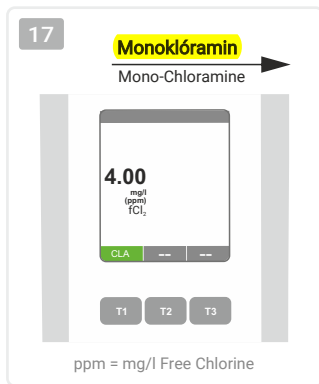 17
Monoklóramin
Mono-Chloramine
4.00
mg/l
(ppm)
fCl₂
CLA -- --
T1 T2 T3
ppm = mg/l Free Chlorine